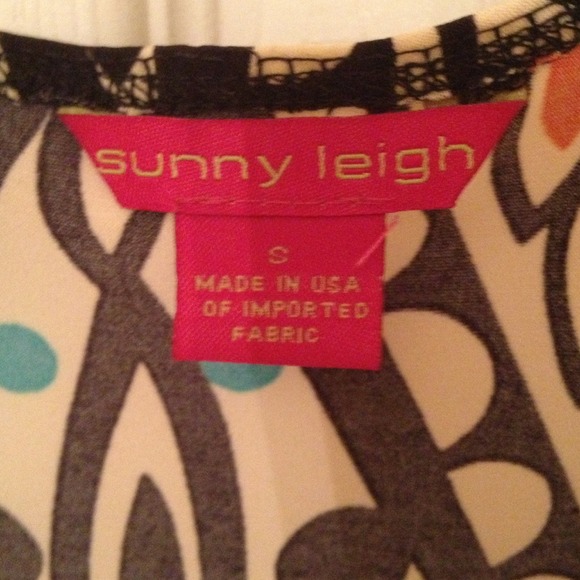 sunny leigh
S
MADE IN USA
OF IMPORTED
FABRIC